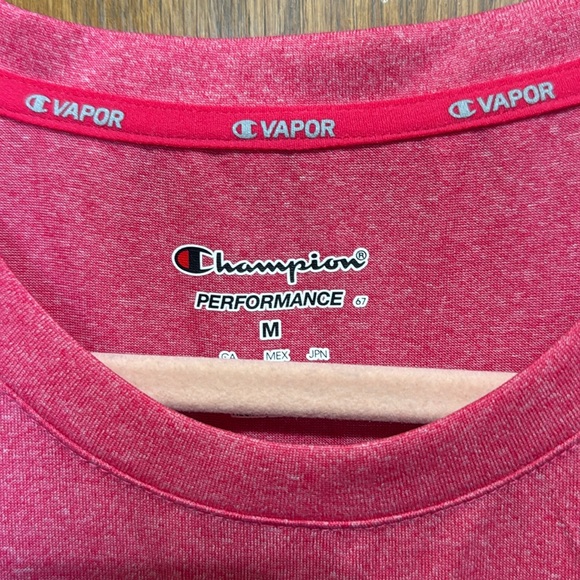 VAPOR VAPOR VAPOR
Champion®
PERFORMANCE 67
M
CA MEX JPN